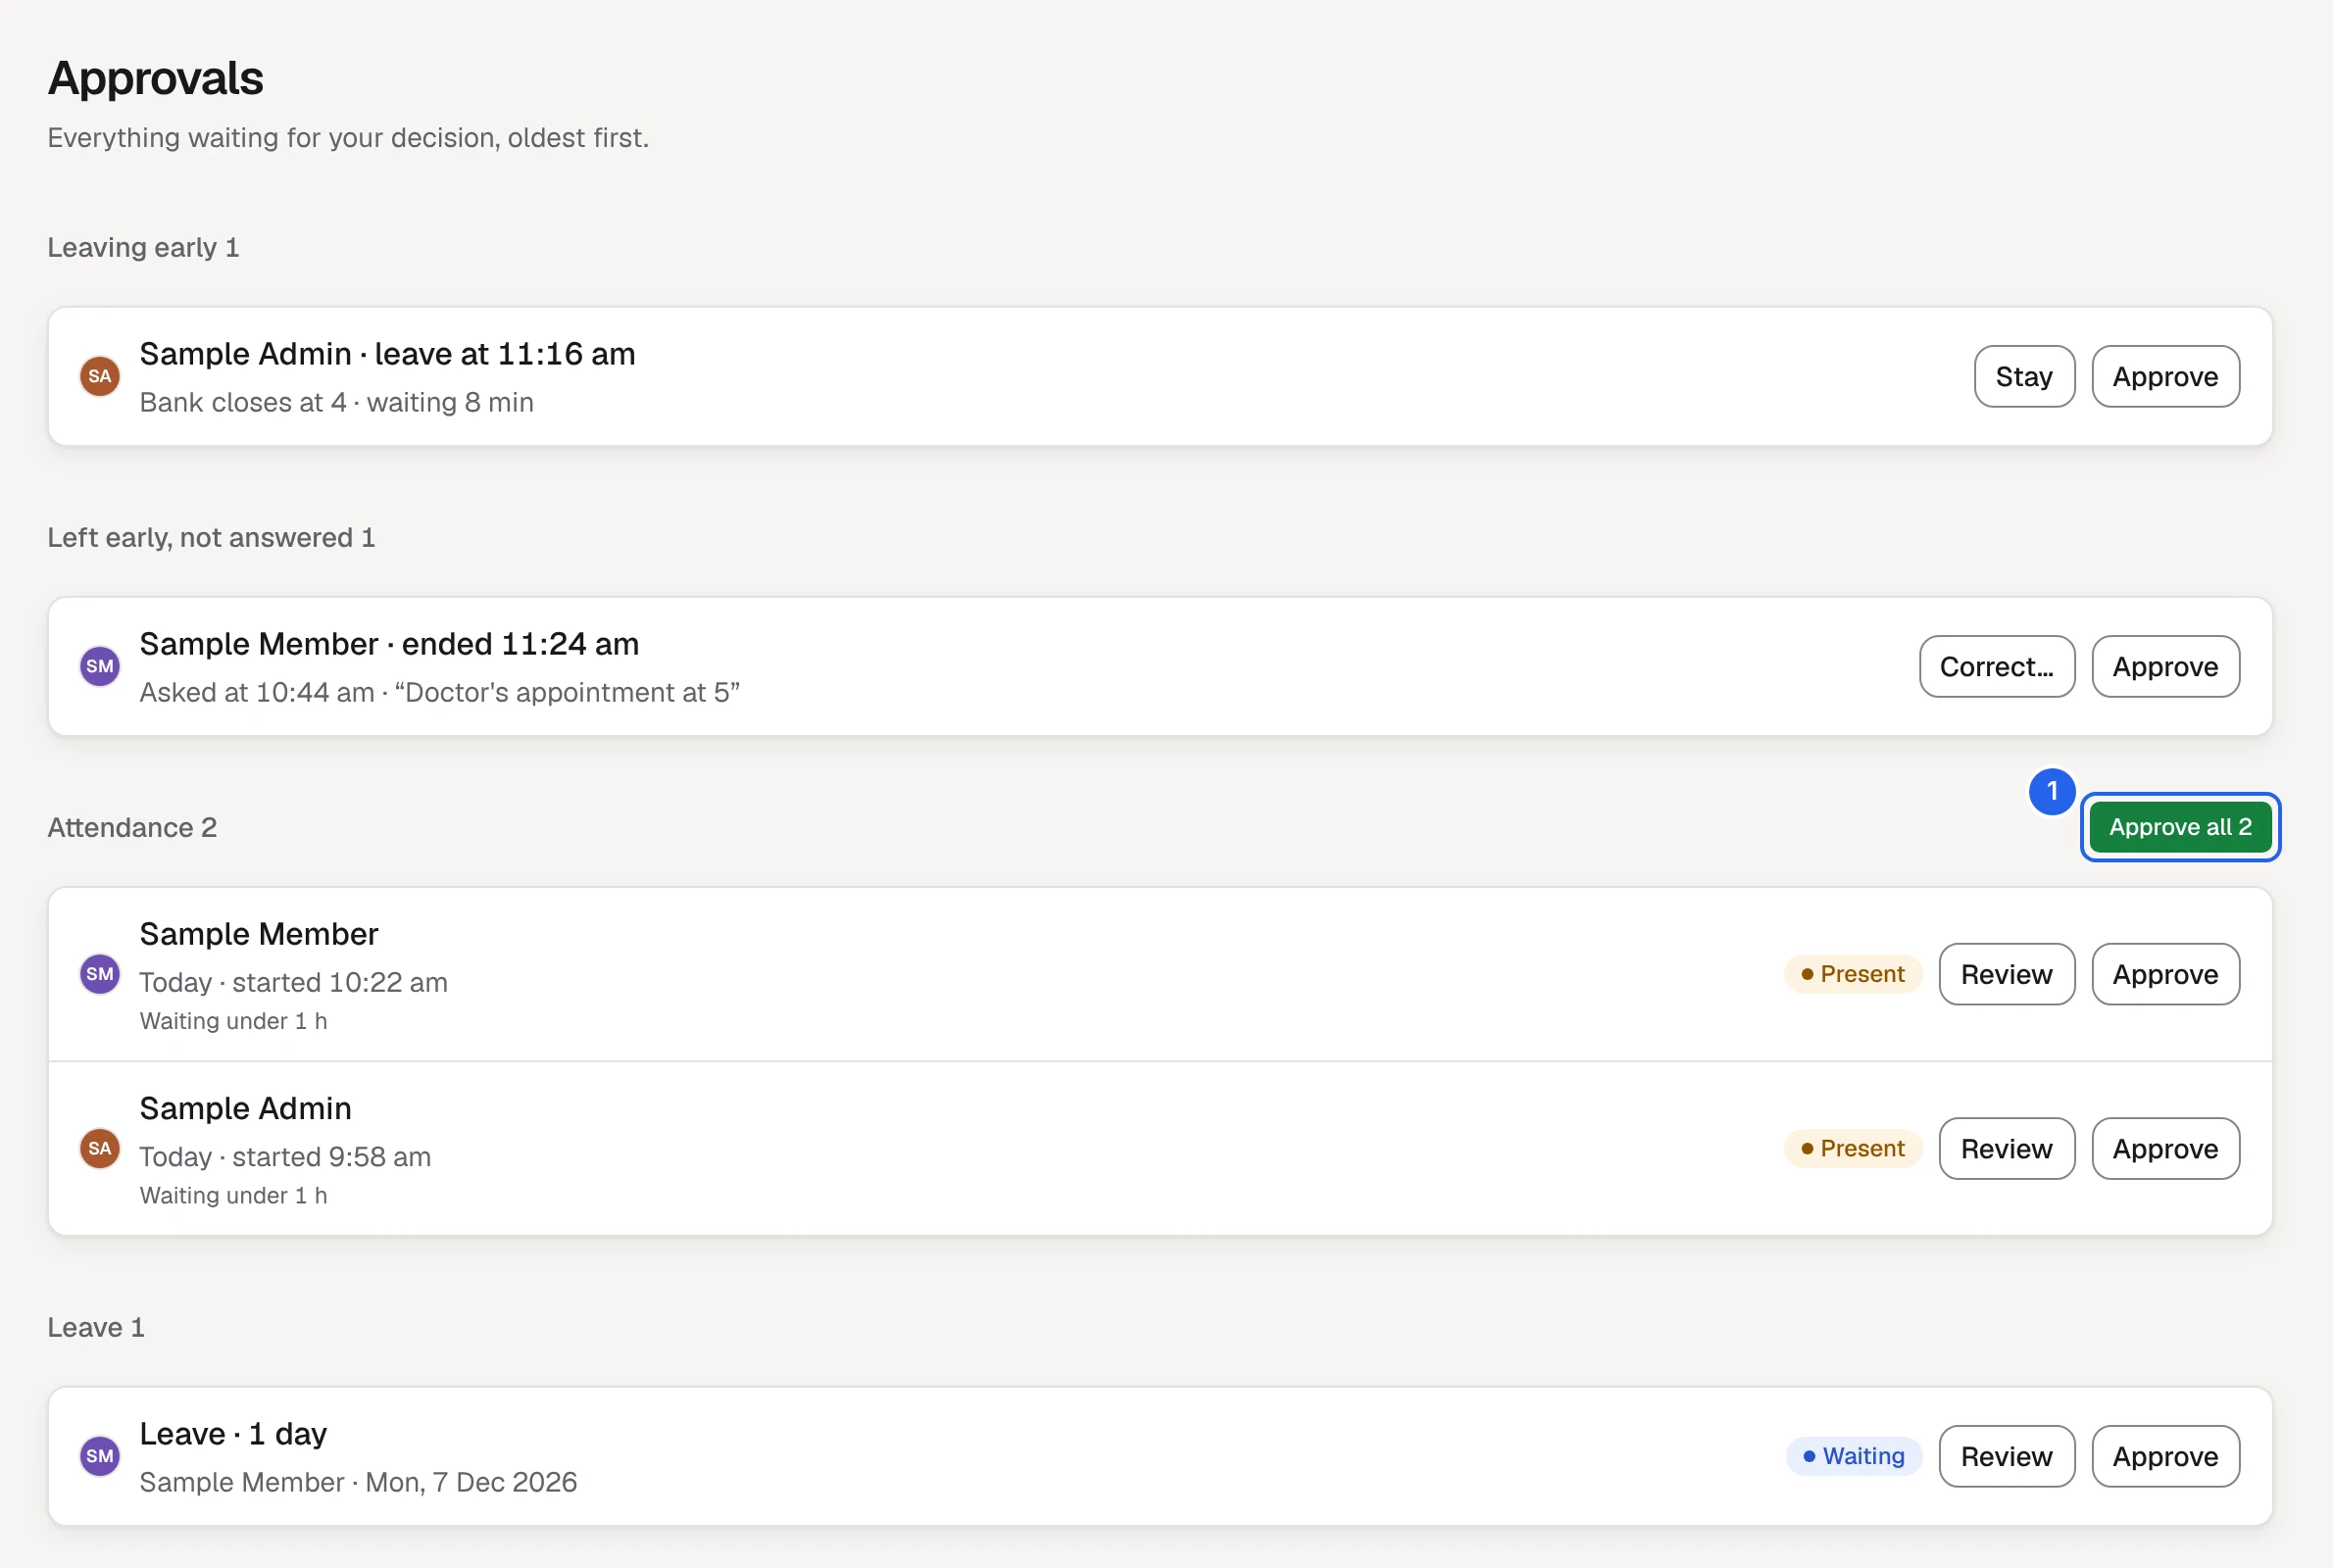 Approvals
Everything waiting for your decision, oldest first.
Leaving early 1
SA
Sample Admin · leave at 11:16 am
Bank closes at 4 · waiting 8 min
Stay
Approve
Left early, not answered 1
SM
Sample Member · ended 11:24 am
Asked at 10:44 am · “Doctor's appointment at 5”
Correct…
Approve
1
Attendance 2
Approve all 2
SM
Sample Member
Today · started 10:22 am
Waiting under 1 h
Present
Review
Approve
SA
Sample Admin
Today · started 9:58 am
Waiting under 1 h
Present
Review
Approve
Leave 1
SM
Leave · 1 day
Sample Member · Mon, 7 Dec 2026
Waiting
Review
Approve